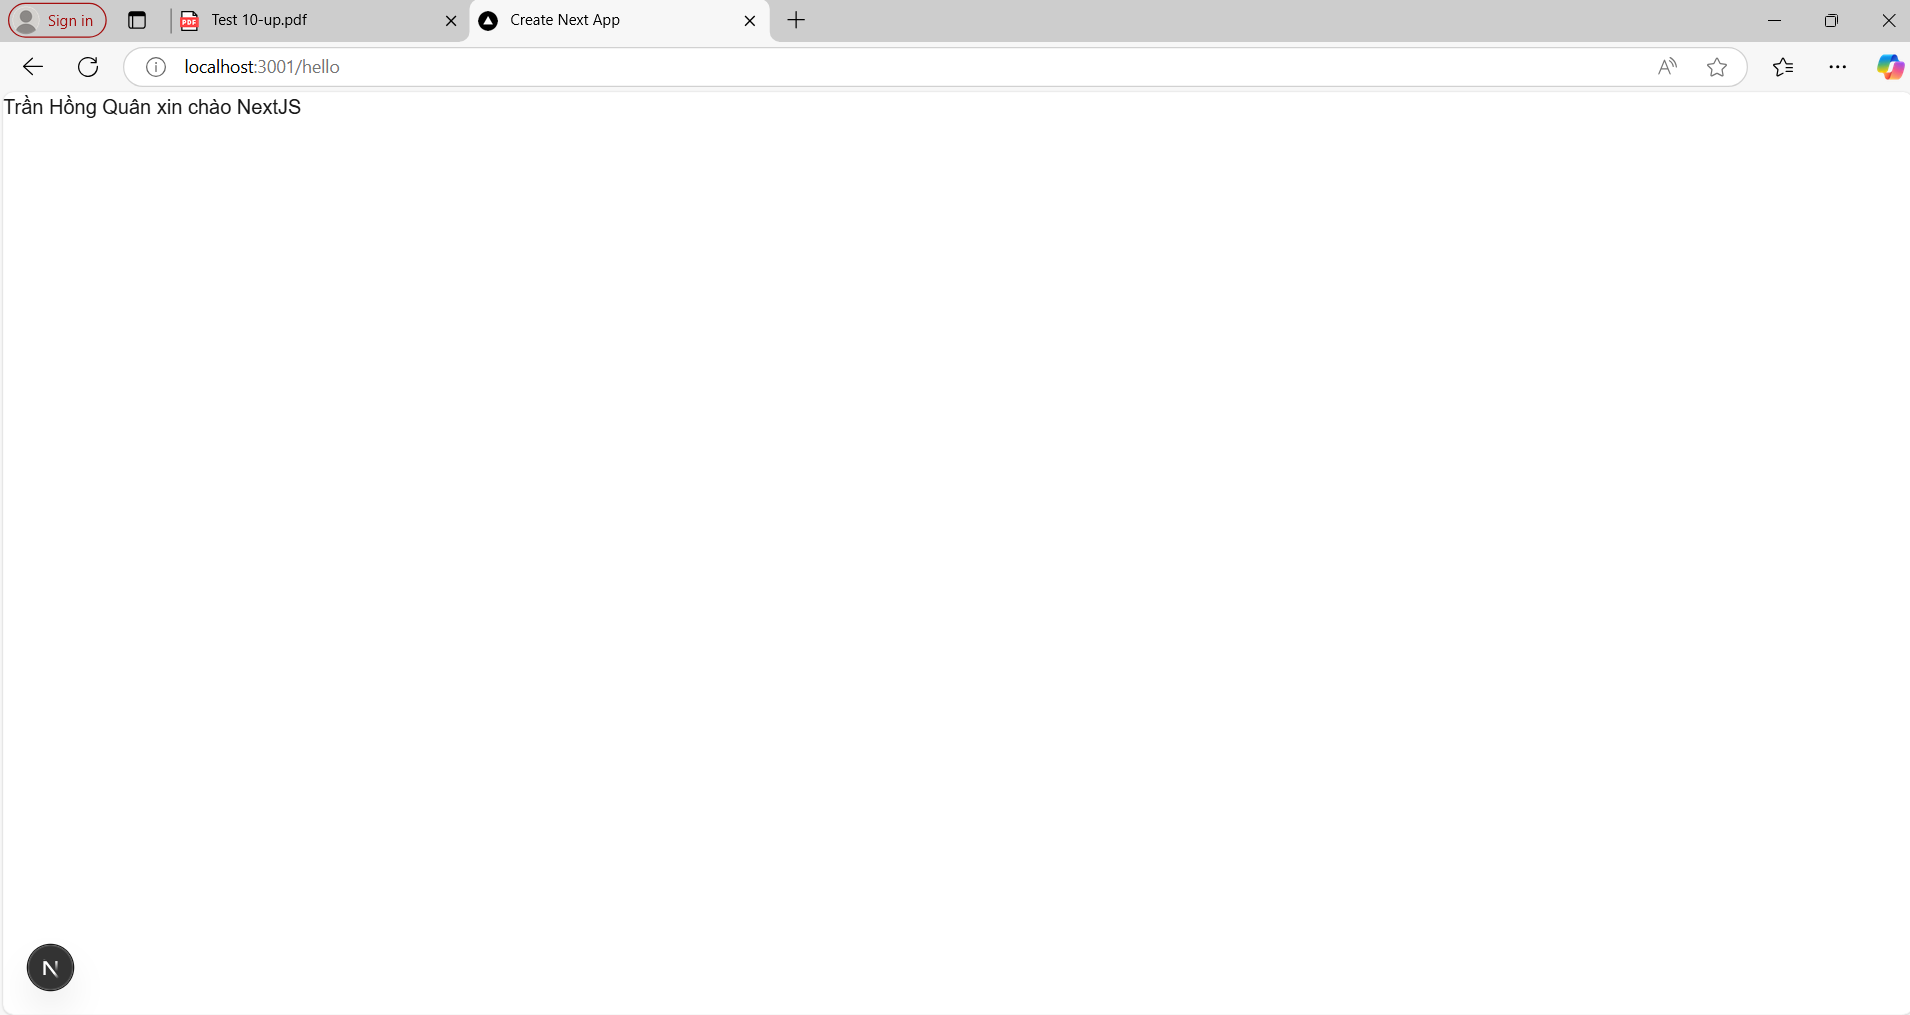 Sign in
Test 10-up.pdf
Create Next App
localhost:3001/hello
Trần Hồng Quân xin chào NextJS
N